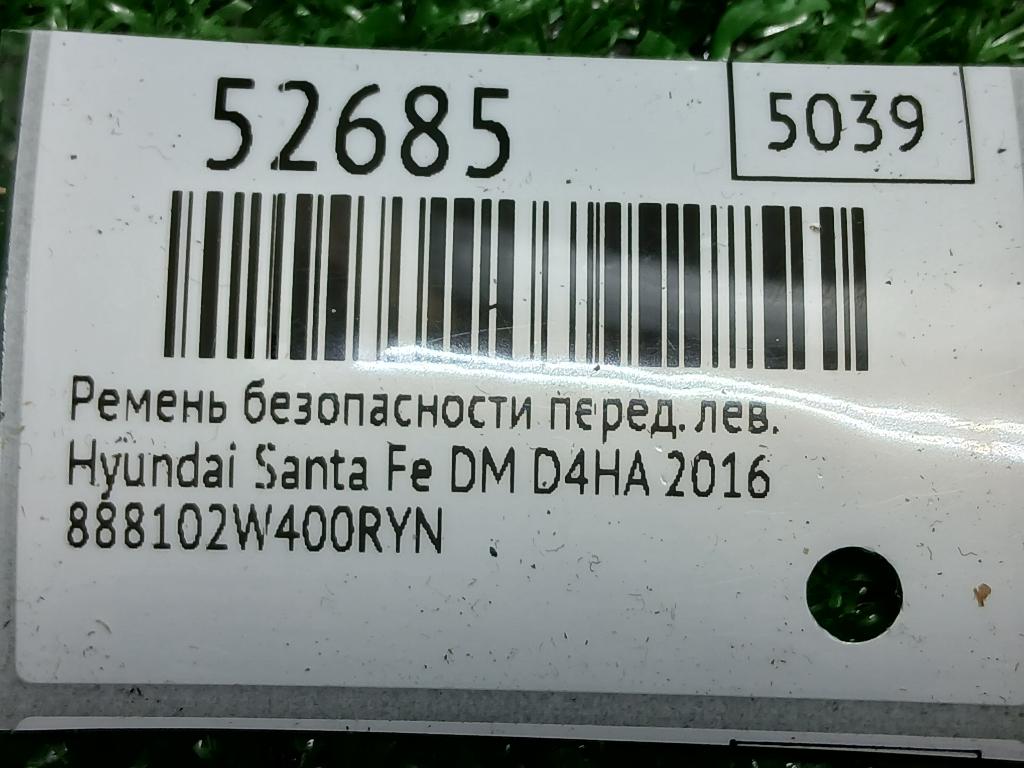 52685
5039
Ремень безопасности перед. лев.
Hyundai Santa Fe DM D4HA 2016
888102W400RYN